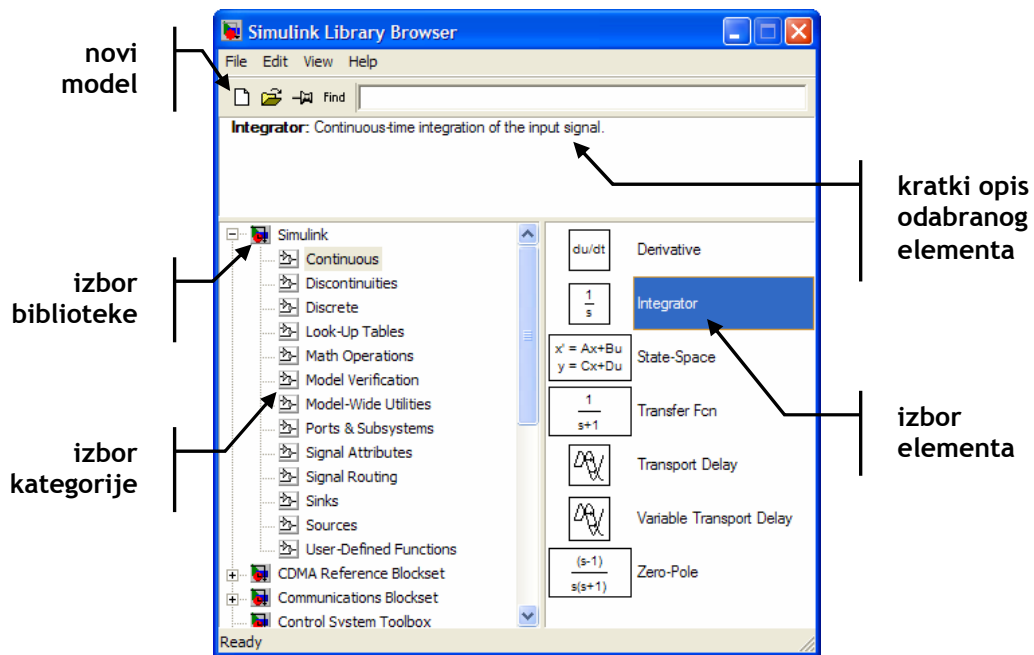 novi
model
izbor
biblioteke
izbor
kategorije
Simulink Library Browser
File Edit View Help
Find
Integrator: Continuous-time integration of the input signal.
Simulink
Continuous
Discontinuities
Discrete
Look-Up Tables
Math Operations
Model Verification
Model-Wide Utilities
Ports & Subsystems
Signal Attributes
Signal Routing
Sinks
Sources
User-Defined Functions
CDMA Reference Blockset
Communications Blockset
Control System Toolbox
du/dt Derivative
1
s
Integrator
x' = Ax+Bu
y = Cx+Du
State-Space
1
s+1
Transfer Fcn
Transport Delay
Variable Transport Delay
(s-1)
s(s+1)
Zero-Pole
Ready
kratki opis
odabranog
elementa
izbor
elementa